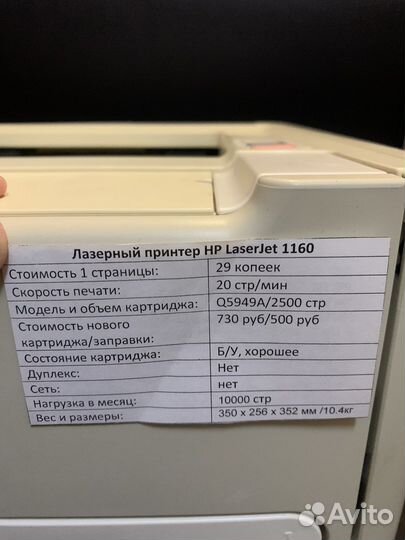 Лазерный принтер HP LaserJet 1160
Стоимость 1 страницы: 29 копеек
Скорость печати: 20 стр/мин
Модель и объем картриджа: Q5949A/2500 стр
Стоимость нового 730 руб/500 руб
картриджа/заправки:
Состояние картриджа: Б/У, хорошее
Дуплекс: Нет
Сеть: нет
Нагрузка в месяц: 10000 стр
Вес и размеры: 350 x 256 x 352 мм /10.4кг
Avito